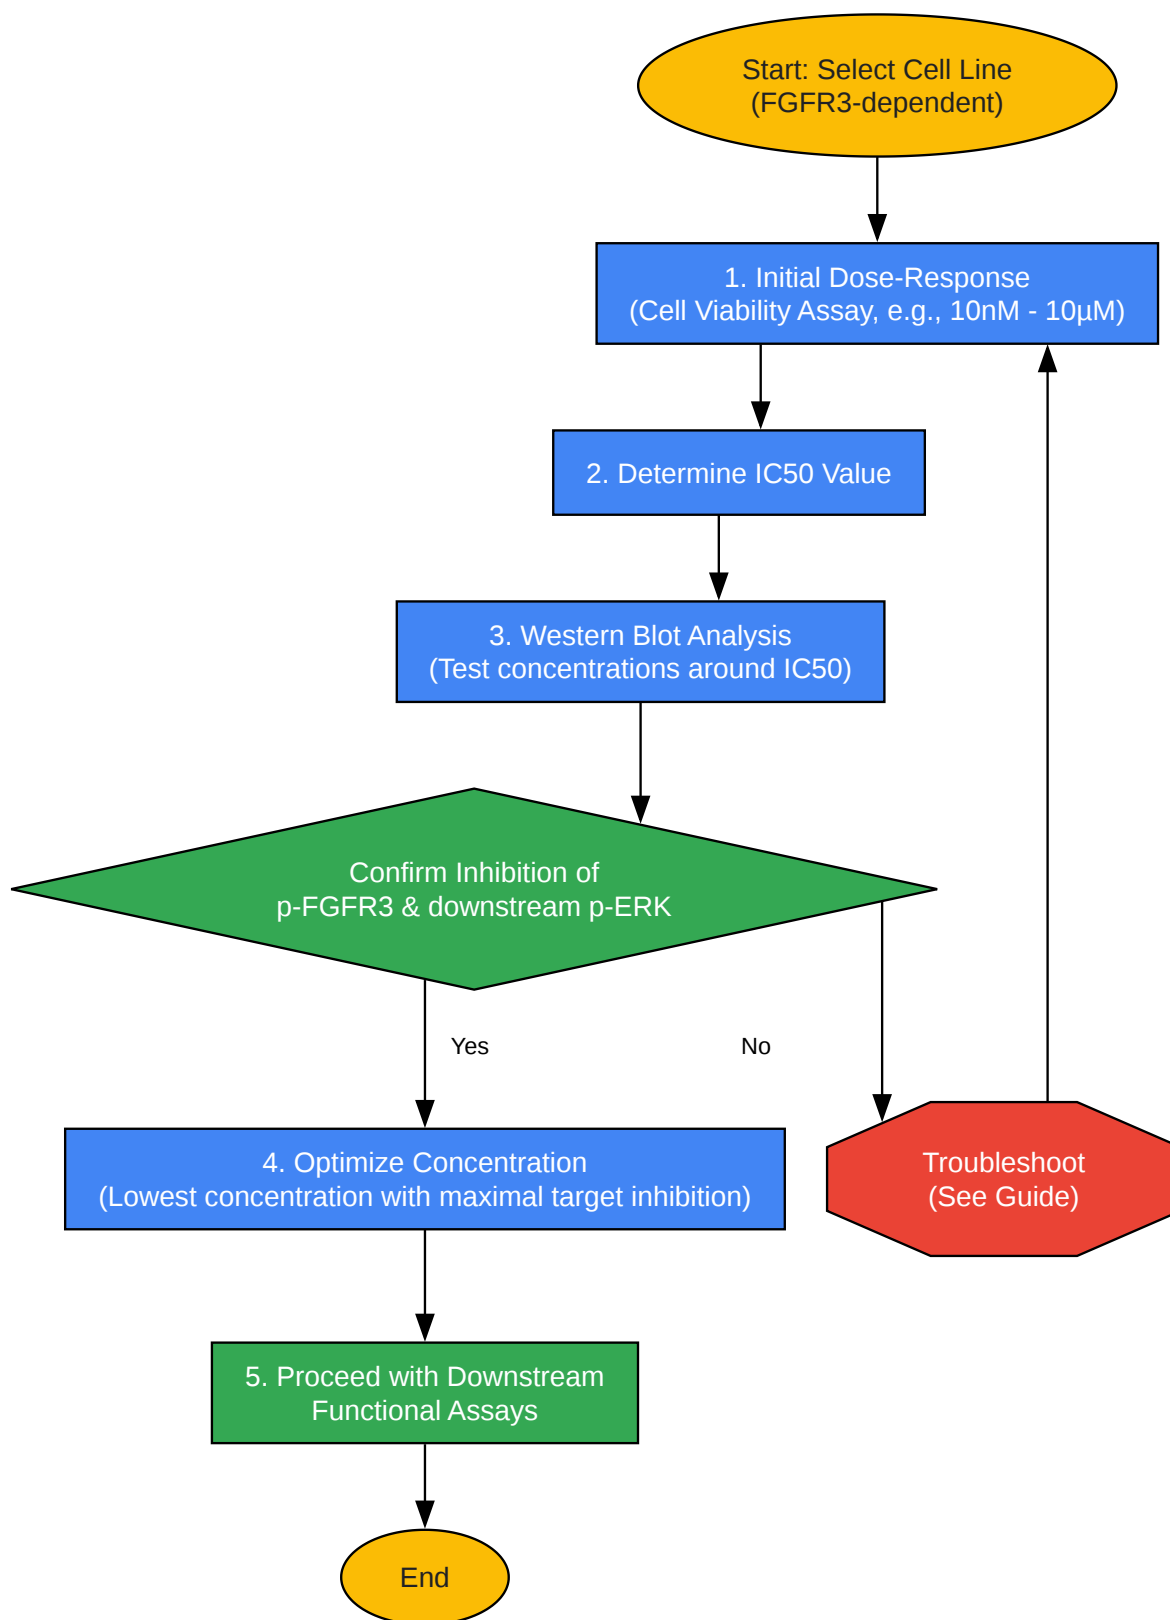 Start: Select Cell Line
(FGFR3-dependent)
1. Initial Dose-Response
(Cell Viability Assay, e.g., 10nM - 10µM)
2. Determine IC50 Value
3. Western Blot Analysis
(Test concentrations around IC50)
Confirm Inhibition of
p-FGFR3 & downstream p-ERK
Yes
No
4. Optimize Concentration
(Lowest concentration with maximal target inhibition)
Troubleshoot
(See Guide)
5. Proceed with Downstream
Functional Assays
End